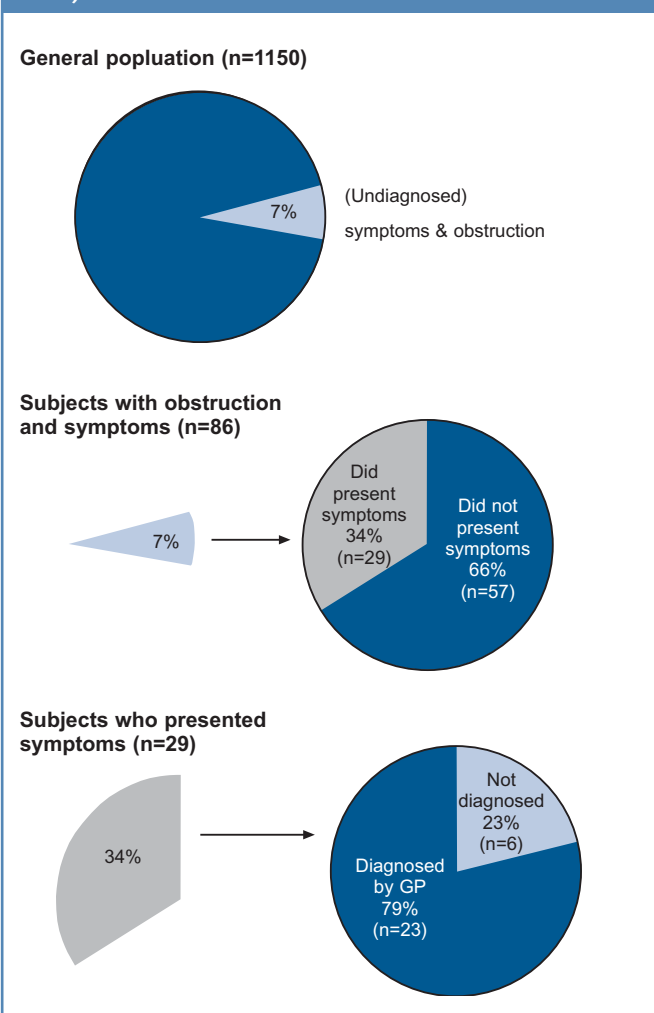 General popluation (n=1150)
7%
(Undiagnosed)
symptoms & obstruction
Subjects with obstruction
and symptoms (n=86)
7%
Did
present
symptoms
34%
(n=29)
Did not
present
symptoms
66%
(n=57)
Subjects who presented
symptoms (n=29)
34%
Not
diagnosed
23%
(n=6)
Diagnosed
by GP
79%
(n=23)